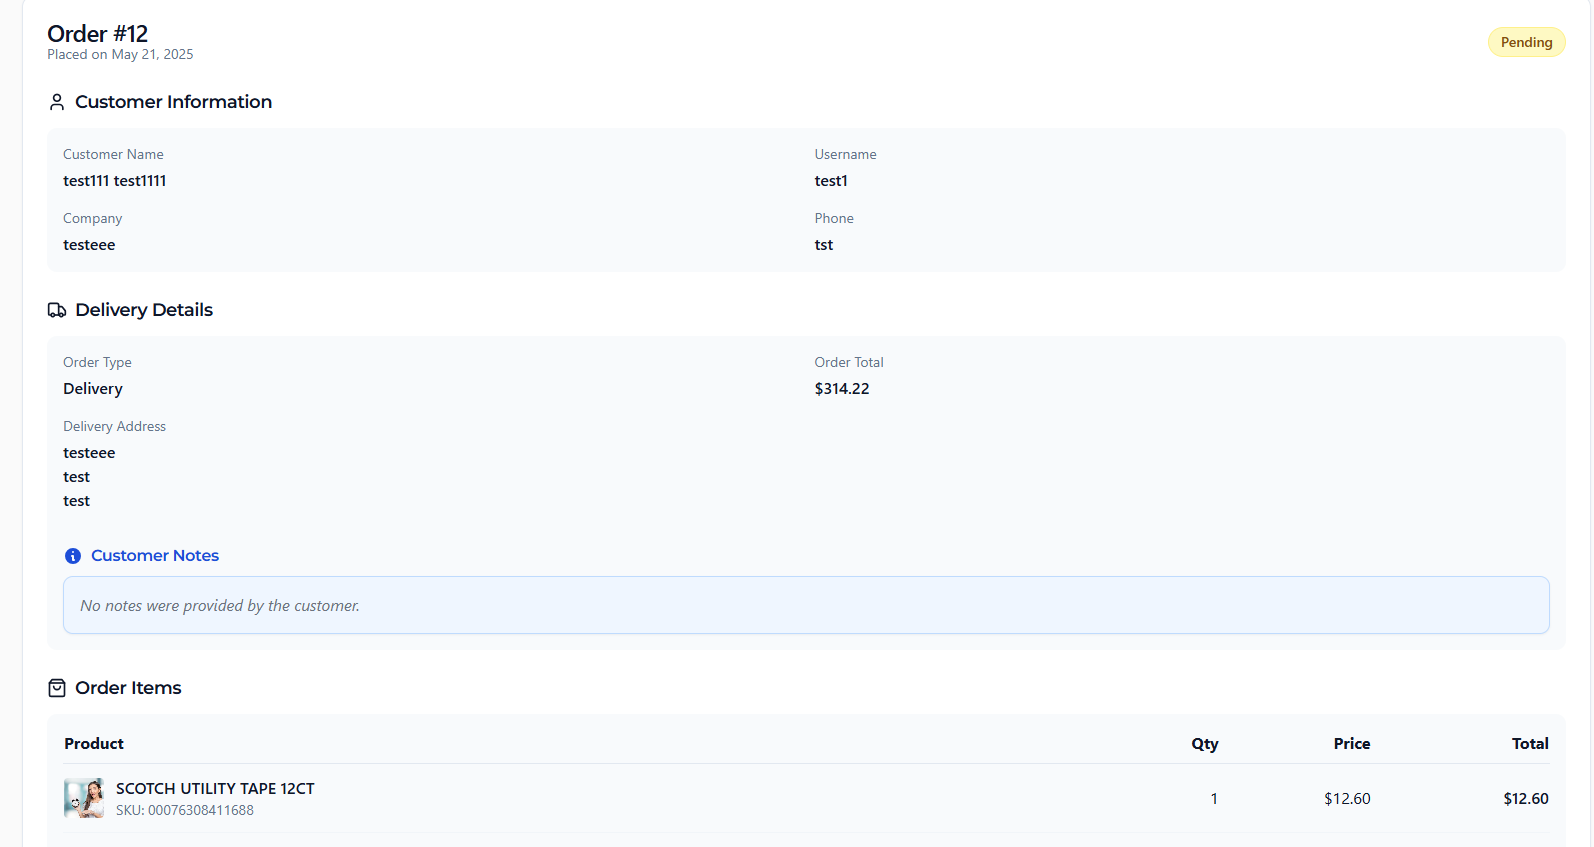 Order #12
Placed on May 21, 2025
Pending
Customer Information
Customer Name
Username
test111 test1111
test1
Company
Phone
testeee
tst
Delivery Details
Order Type
Order Total
Delivery
$314.22
Delivery Address
testeee
test
test
Customer Notes
No notes were provided by the customer.
Order Items
Product Qty Price Total
SCOTCH UTILITY TAPE 12CT
SKU: 00076308411688
1 $12.60 $12.60